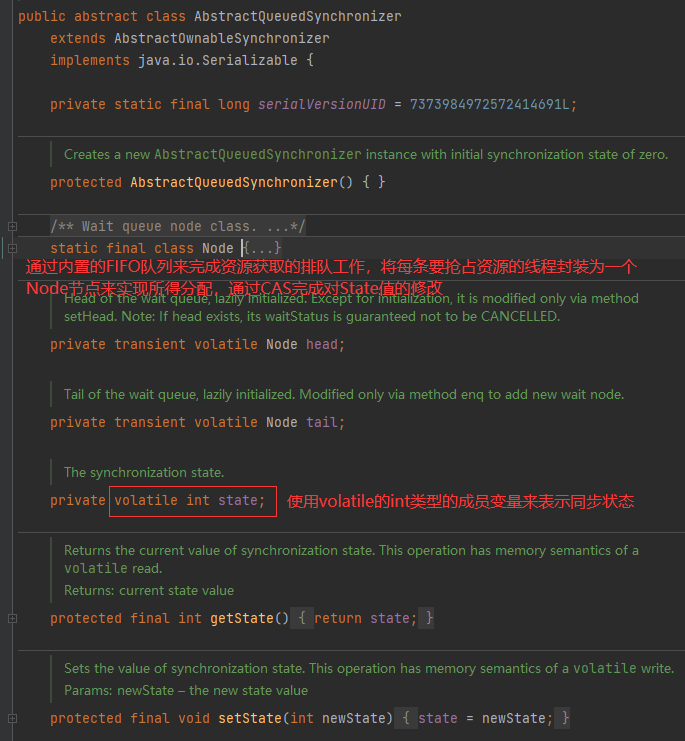 public abstract class AbstractQueuedSynchronizer
extends AbstractOwnableSynchronizer
implements java.io.Serializable {
private static final long serialVersionUID = 7373984972572414691L;
Creates a new AbstractQueuedSynchronizer instance with initial synchronization state of zero.
protected AbstractQueuedSynchronizer() { }
/** Wait queue node class. ...*/
static final class Node {...}
通过内置的FIFO队列来完成资源获取的排队工作，将每条要抢占资源的线程封装为一个
Node节点来实现所得分配，通过CAS完成对State值的修改
Head of the wait queue, lazily initialized. Except for initialization, it is modified only via method
setHead. Note: If head exists, its waitStatus is guaranteed not to be CANCELLED.
private transient volatile Node head;
Tail of the wait queue, lazily initialized. Modified only via method enq to add new wait node.
private transient volatile Node tail;
The synchronization state.
private volatile int state; 使用volatile的int类型的成员变量来表示同步状态
Returns the current value of synchronization state. This operation has memory semantics of a
volatile read.
Returns: current state value
protected final int getState() { return state; }
Sets the value of synchronization state. This operation has memory semantics of a volatile write.
Params: newState – the new state value
protected final void setState(int newState) { state = newState; }